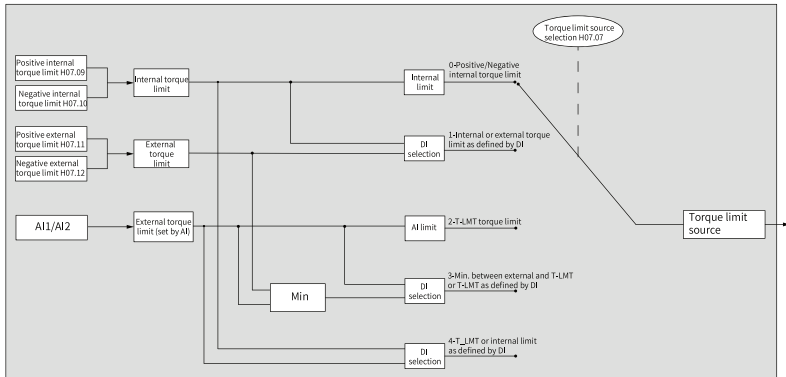 Torque limit source
selection H07.07
Positive internal
torque limit H07.09
Negative internal
torque limit H07.10
Internal torque
limit
Internal
limit
0-Positive/Negative
internal torque limit
Positive external
torque limit H07.11
Negative external
torque limit H07.12
External
torque
limit
DI
selection
1-Internal or external torque
limit as defined by DI
AI1/AI2
External torque
limit (set by AI)
AI limit
2-T-LMT torque limit
Torque limit
source
Min
DI
selection
3-Min. between external and T-LMT
or T-LMT as defined by DI
DI
selection
4-T_LMT or internal limit
as defined by DI